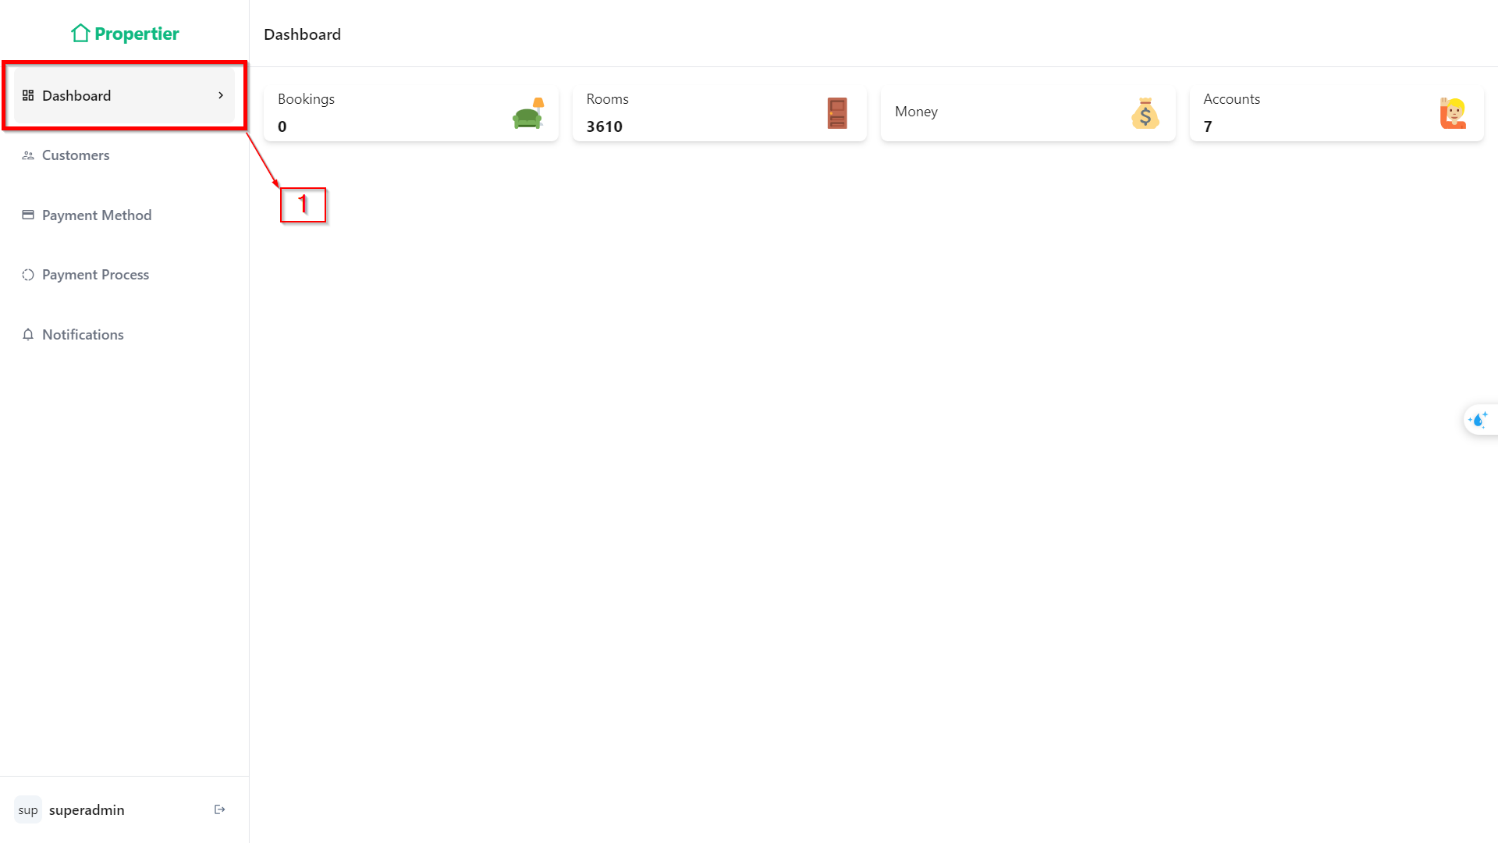 Propertier
Dashboard
Dashboard
Customers
Payment Method
Payment Process
Notifications
Bookings
0
Rooms
3610
Money
Accounts
7
1
sup superadmin